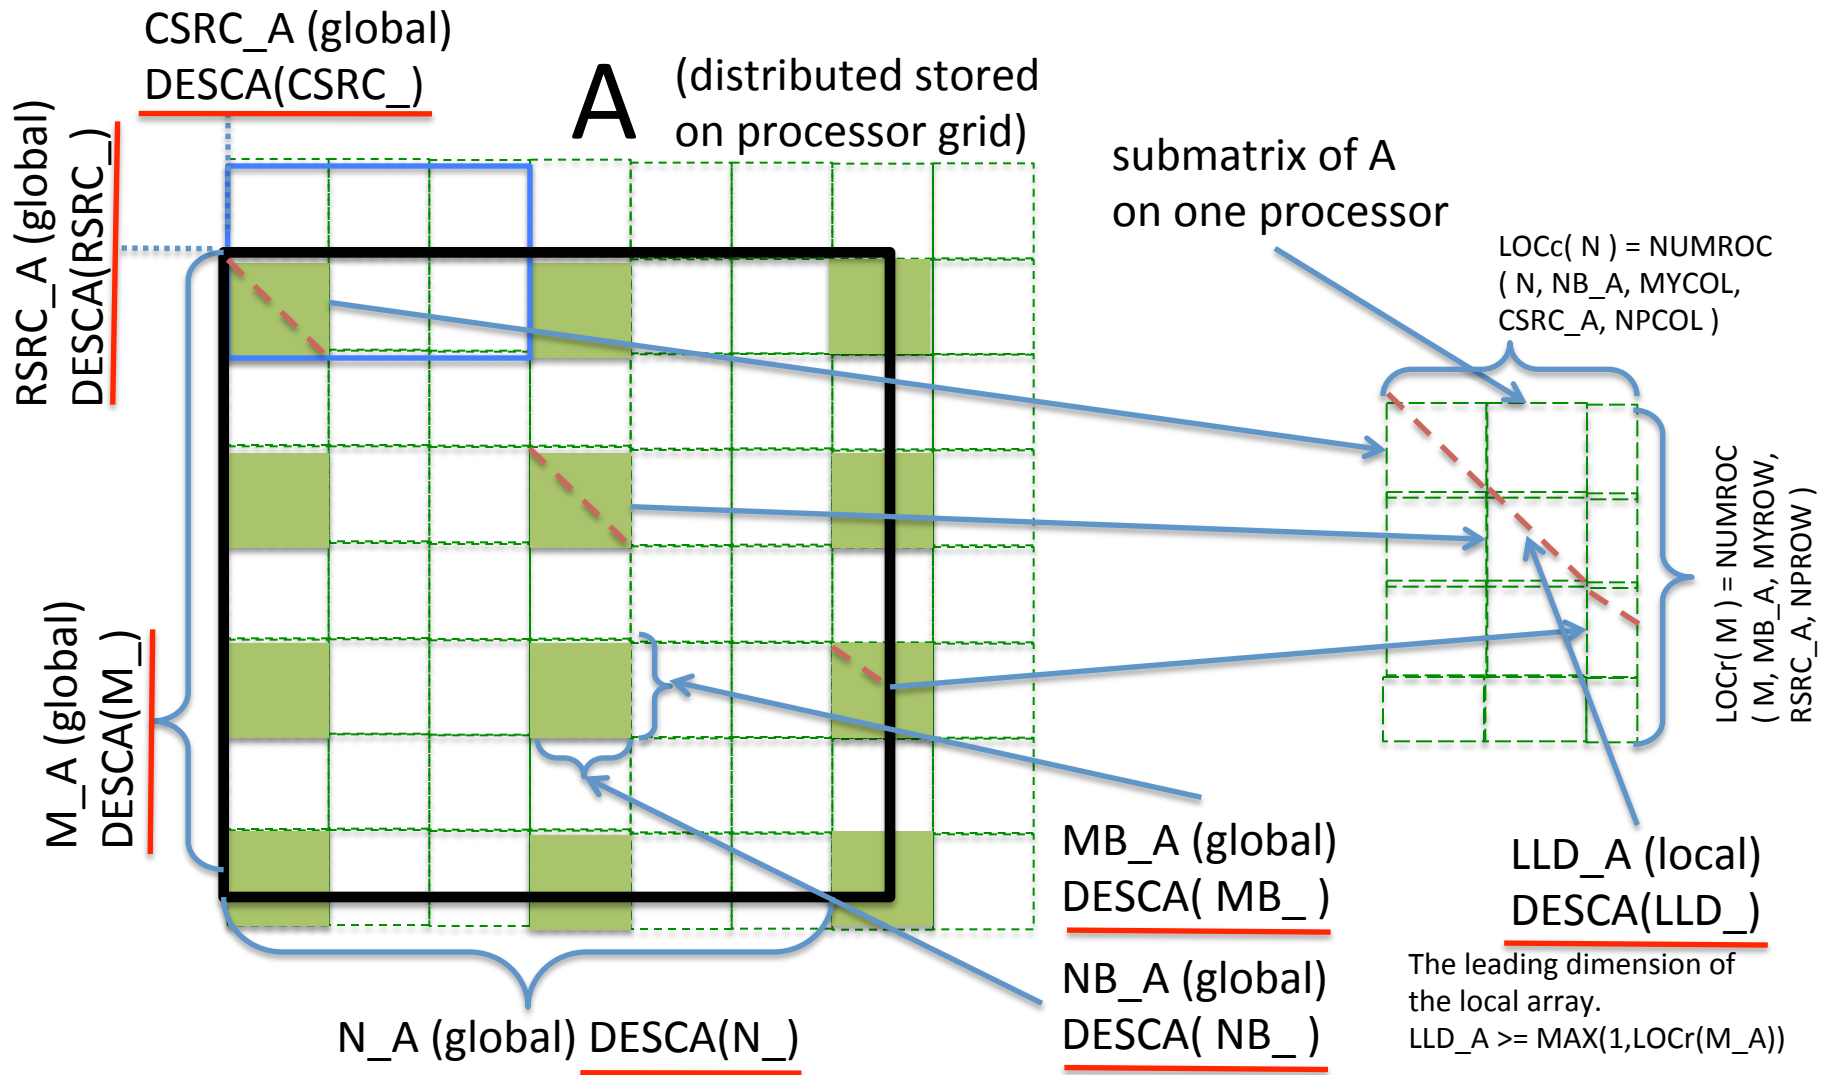 CSRC_A (global)
DESCA(CSRC_)
RSRC_A (global)
DESCA(RSRC_)
A
(distributed stored
on processor grid)
submatrix of A
on one processor
LOCc( N ) = NUMROC
( N, NB_A, MYCOL,
CSRC_A, NPCOL )
LOCr( M ) = NUMROC
( M, MB_A, MYROW,
RSRC_A, NPROW )
M_A (global)
DESCA(M_)
MB_A (global)
DESCA( MB_ )
LLD_A (local)
DESCA(LLD_)
The leading dimension of
the local array.
LLD_A >= MAX(1,LOCr(M_A))
NB_A (global)
DESCA( NB_ )
N_A (global) DESCA(N_)